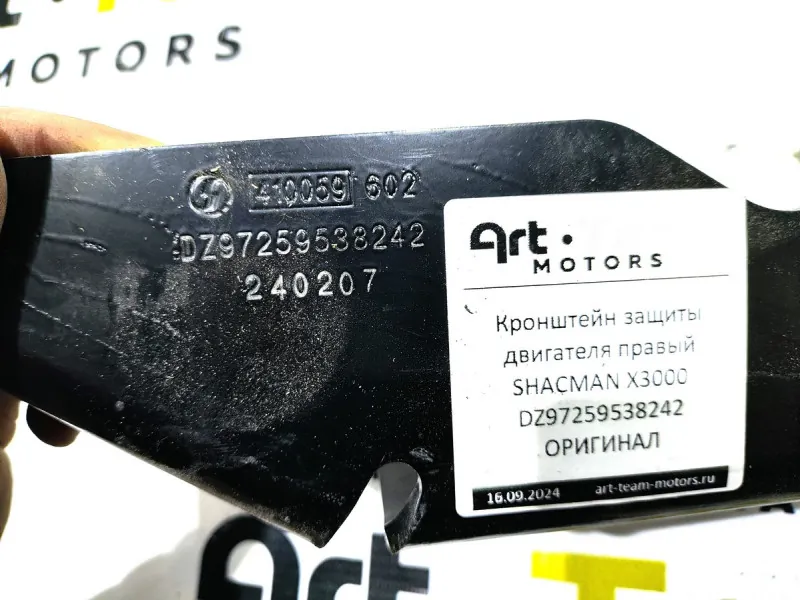 MOTORS
410059 602
DZ97259538242
240207
Art.
MOTORS
Кронштейн защиты
двигателя правый
SHACMAN X3000
DZ97259538242
ОРИГИНАЛ
16.09.2024 art-team-motors.ru
Art